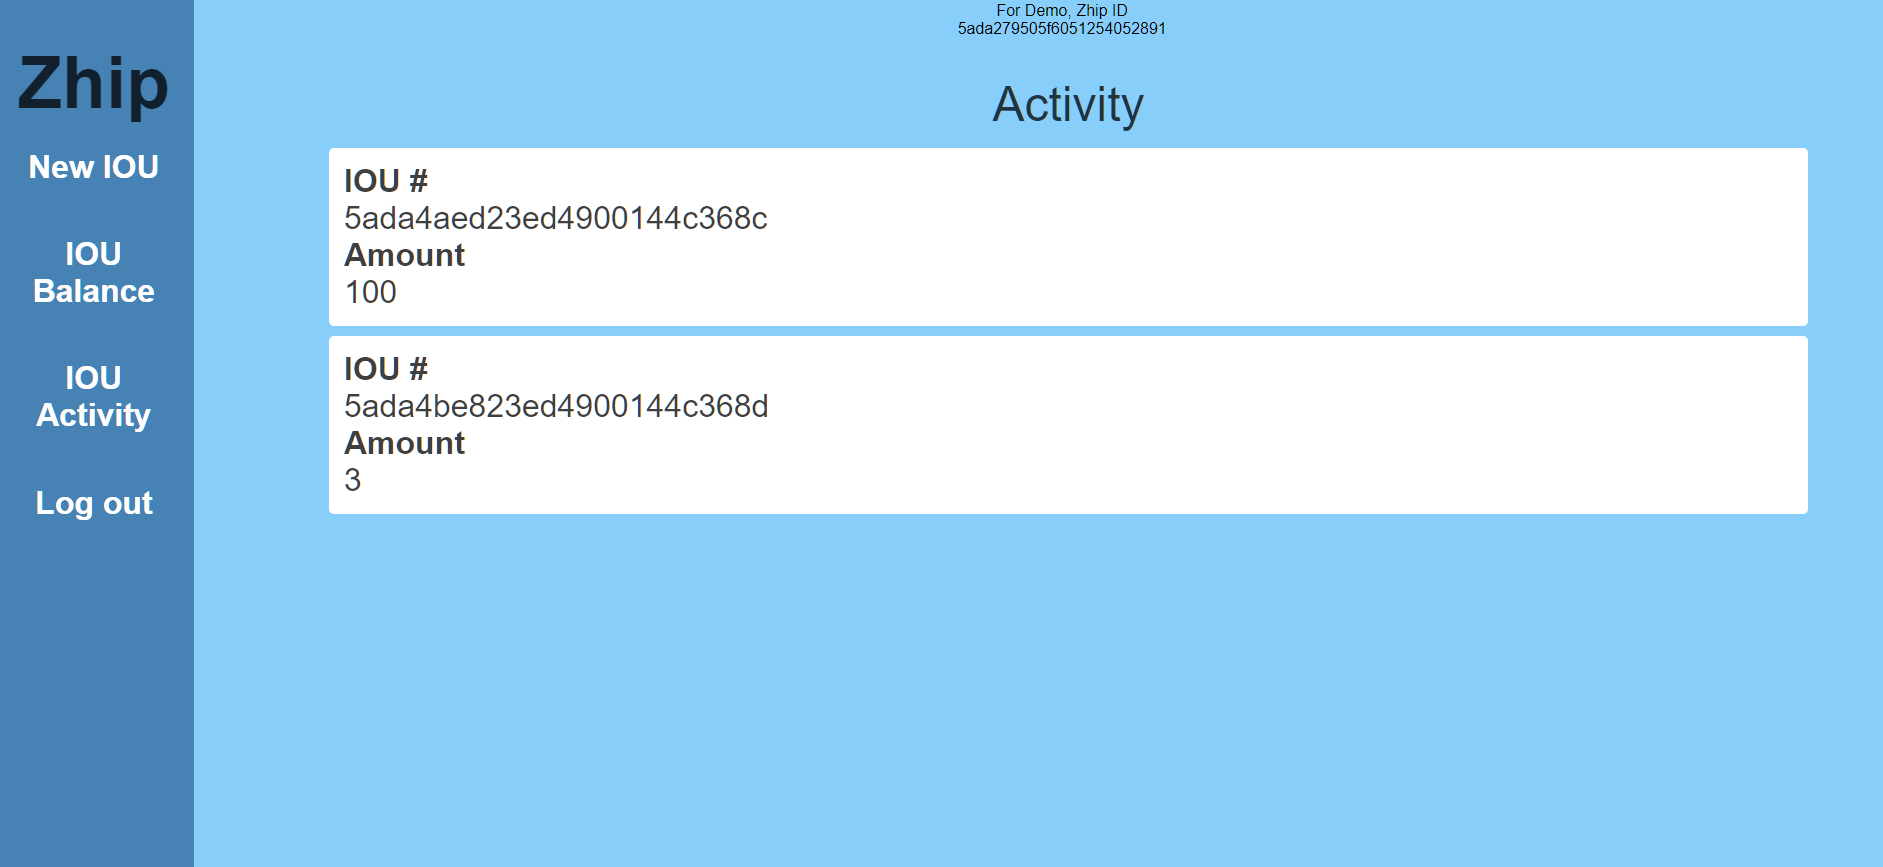 Zhip
New IOU
IOU
Balance
IOU
Activity
Log out
For Demo, Zhip ID
5ada279505f6051254052891
Activity
IOU #
5ada4aed23ed4900144c368c
Amount
100
IOU #
5ada4be823ed4900144c368d
Amount
3